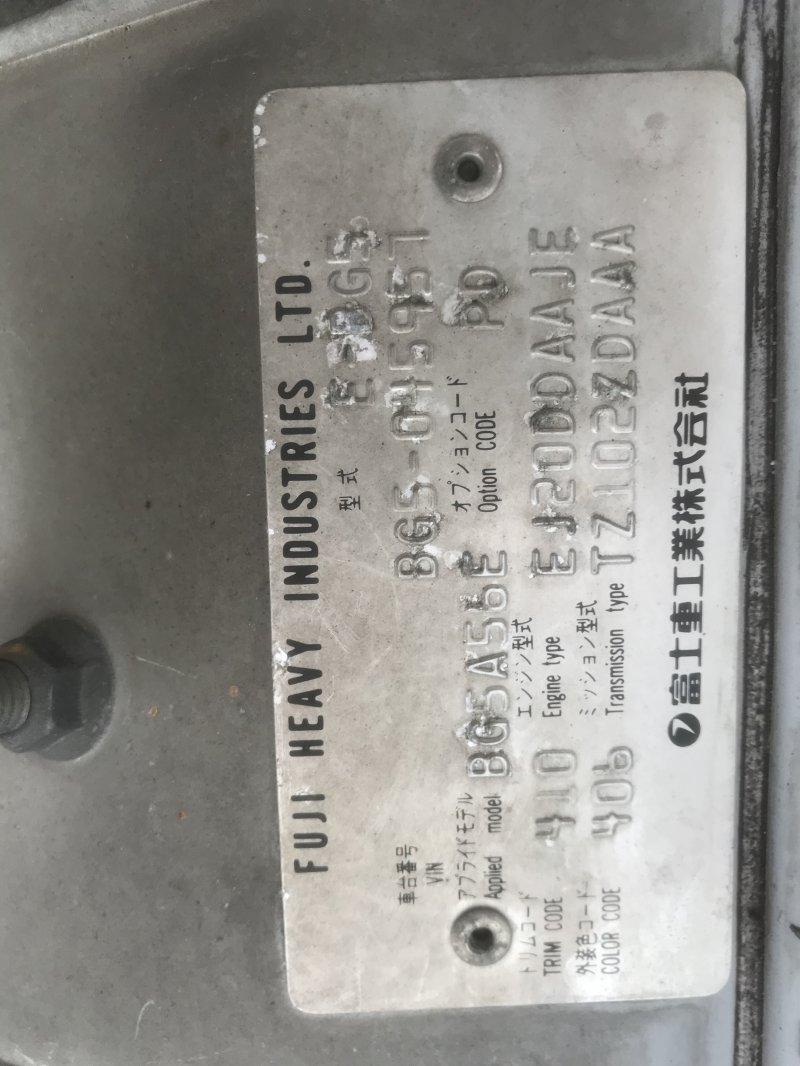 FUJI HEAVY INDUSTRIES LTD.
型式 E-BG5
車台番号
VIN BG5-045957
アプライドモデル オプションコード
Applied model BG5A56E Option CODE PD
トリムコード エンジン型式
TRIM CODE 410 Engine type EJ20DDAAJE
外装色コード ミッション型式
COLOR CODE 406 Transmission type TZ102ZDAAA
富士重工業株式会社